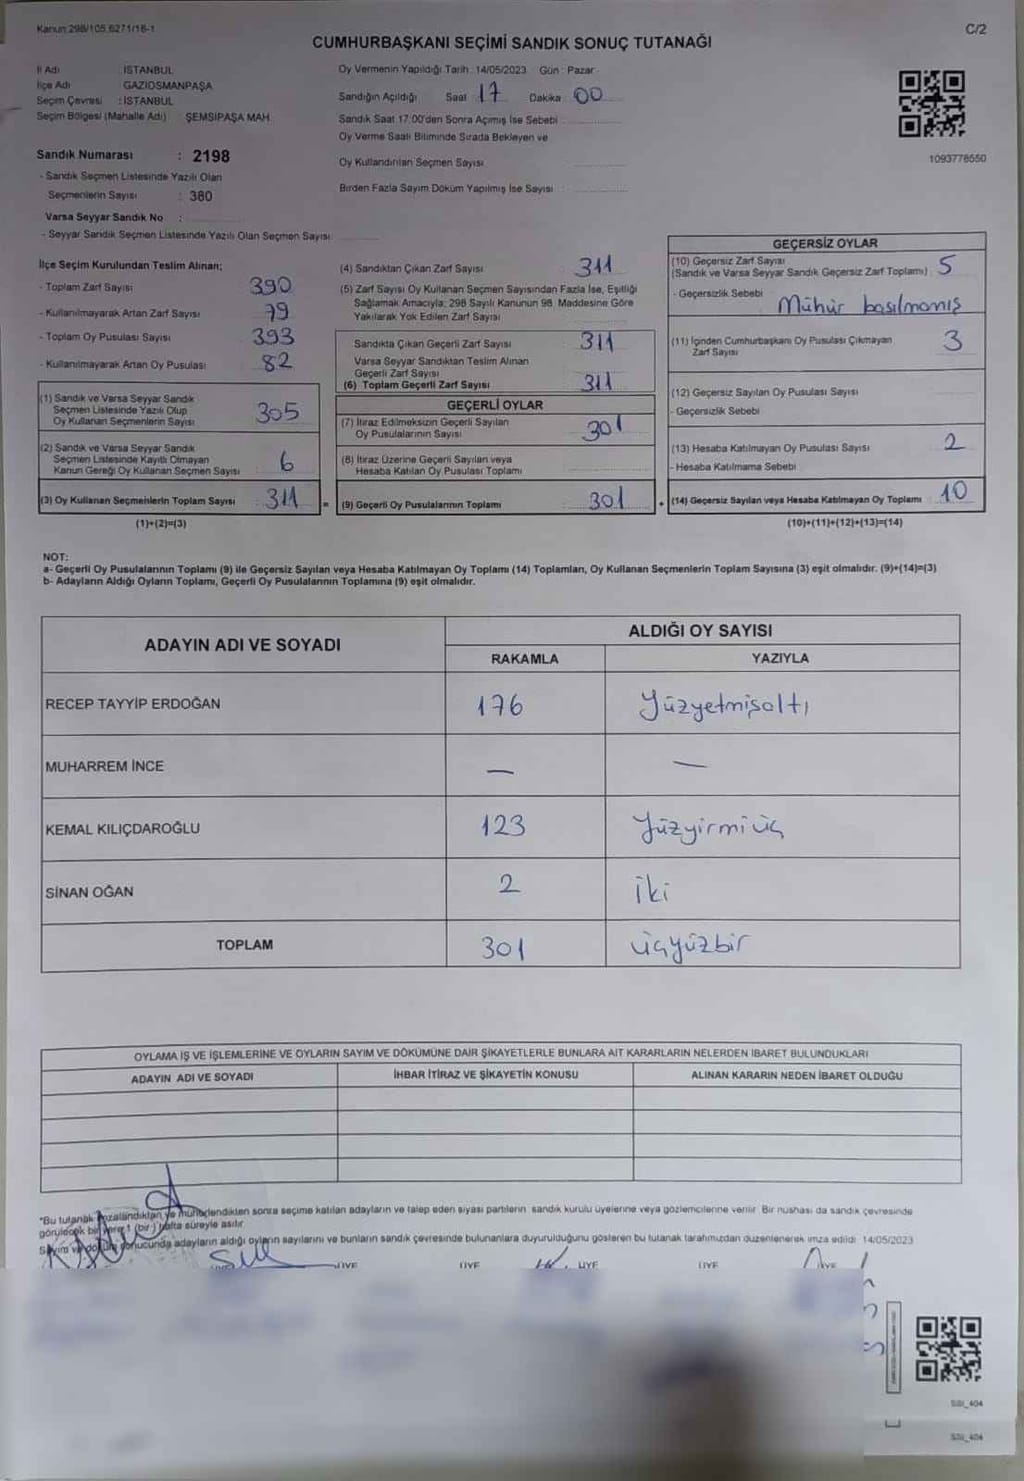 Kanun:298/105,6271/16-1
C/2
CUMHURBAŞKANI SEÇİMİ SANDIK SONUÇ TUTANAĞI
İl Adı : İSTANBUL
İlçe Adı : GAZİOSMANPAŞA
Seçim Çevresi : İSTANBUL
Seçim Bölgesi (Mahalle Adı) : ŞEMSİPAŞA MAH.
Oy Vermenin Yapıldığı Tarih : 14/05/2023 Gün : Pazar
Sandığın Açıldığı Saat 17 Dakika 00
Sandık Saat 17:00'den Sonra Açımış İse Sebebi :
Oy Verme Saati Bitiminde Sırada Bekleyen ve
Oy Kullandırılan Seçmen Sayısı
Birden Fazla Sayım Döküm Yapılmış İse Sayısı :
1093778550
Sandık Numarası : 2198
- Sandık Seçmen Listesinde Yazılı Olan
Seçmenlerin Sayısı : 380
Varsa Seyyar Sandık No :
- Seyyar Sandık Seçmen Listesinde Yazılı Olan Seçmen Sayısı:
İlçe Seçim Kurulundan Teslim Alınan;
- Toplam Zarf Sayısı 390
- Kullanılmayarak Artan Zarf Sayısı 79
- Toplam Oy Pusulası Sayısı 393
- Kullanılmayarak Artan Oy Pusulası 82
(1) Sandık ve Varsa Seyyar Sandık
Seçmen Listesinde Yazılı Olup
Oy Kullanan Seçmenlerin Sayısı 305
(2) Sandık ve Varsa Seyyar Sandık
Seçmen Listesinde Kayıtlı Olmayan
Kanun Gereği Oy Kullanan Seçmen Sayısı 6
(3) Oy Kullanan Seçmenlerin Toplam Sayısı 311
(1)+(2)=(3)
(4) Sandıktan Çıkan Zarf Sayısı 311
(5) Zarf Sayısı Oy Kullanan Seçmen Sayısından Fazla İse, Eşitliği
Sağlamak Amacıyla; 298 Sayılı Kanunun 98. Maddesine Göre
Yakılarak Yok Edilen Zarf Sayısı
Sandıkta Çıkan Geçerli Zarf Sayısı 311
Varsa Seyyar Sandıktan Teslim Alınan
Geçerli Zarf Sayısı
(6) Toplam Geçerli Zarf Sayısı 311
GEÇERLİ OYLAR
(7) İtiraz Edilmeksizin Geçerli Sayılan
Oy Pusulalarının Sayısı 301
(8) İtiraz Üzerine Geçerli Sayılan veya
Hesaba Katılan Oy Pusulası Toplamı
= (9) Geçerli Oy Pusulalarının Toplamı 301
GEÇERSİZ OYLAR
(10) Geçersiz Zarf Sayısı
(Sandık ve Varsa Seyyar Sandık Geçersiz Zarf Toplamı) 5
- Geçersizlik Sebebi Mühür basılmamış
(11) İçinden Cumhurbaşkanı Oy Pusulası Çıkmayan
Zarf Sayısı 3
(12) Geçersiz Sayılan Oy Pusulası Sayısı
- Geçersizlik Sebebi
(13) Hesaba Katılmayan Oy Pusulası Sayısı 2
- Hesaba Katılmama Sebebi
+ (14) Geçersiz Sayılan veya Hesaba Katılmayan Oy Toplamı 10
(10)+(11)+(12)+(13)=(14)
NOT:
a- Geçerli Oy Pusulalarının Toplamı (9) ile Geçersiz Sayılan veya Hesaba Katılmayan Oy Toplamı (14) Toplamları, Oy Kullanan Seçmenlerin Toplam Sayısına (3) eşit olmalıdır. (9)+(14)=(3)
b- Adayların Aldığı Oyların Toplamı, Geçerli Oy Pusulalarının Toplamına (9) eşit olmalıdır.
ADAYIN ADI VE SOYADI
ALDIĞI OY SAYISI
RAKAMLA YAZIYLA
RECEP TAYYİP ERDOĞAN 176 Yüzyetmişaltı
MUHARREM İNCE — —
KEMAL KILIÇDAROĞLU 123 Yüzyirmiüç
SİNAN OĞAN 2 iki
TOPLAM 301 üçyüzbir
OYLAMA İŞ VE İŞLEMLERİNE VE OYLARIN SAYIM VE DÖKÜMÜNE DAİR ŞİKAYETLERLE BUNLARA AİT KARARLARIN NELERDEN İBARET BULUNDUKLARI
ADAYIN ADI VE SOYADI İHBAR İTİRAZ VE ŞİKAYETİN KONUSU ALINAN KARARIN NEDEN İBARET OLDUĞU
*Bu tutanak imzalandıktan ve mühürlendikten sonra seçime katılan adayların ve talep eden siyasi partilerin sandık kurulu üyelerine veya gözlemcilerine verilir. Bir nüshası da sandık çevresinde
görülecek bir yere 1 (bir) hafta süreyle asılır.
Sayım ve döküm sonucunda adayların aldığı oyların sayılarını ve bunların sandık çevresinde bulunanlara duyurulduğunu gösteren bu tutanak tarafımızdan düzenlenerek imza edildi. 14/05/2023
ÜYE ÜYE ÜYE ÜYE ÜYE
SSI_404
SSI_404